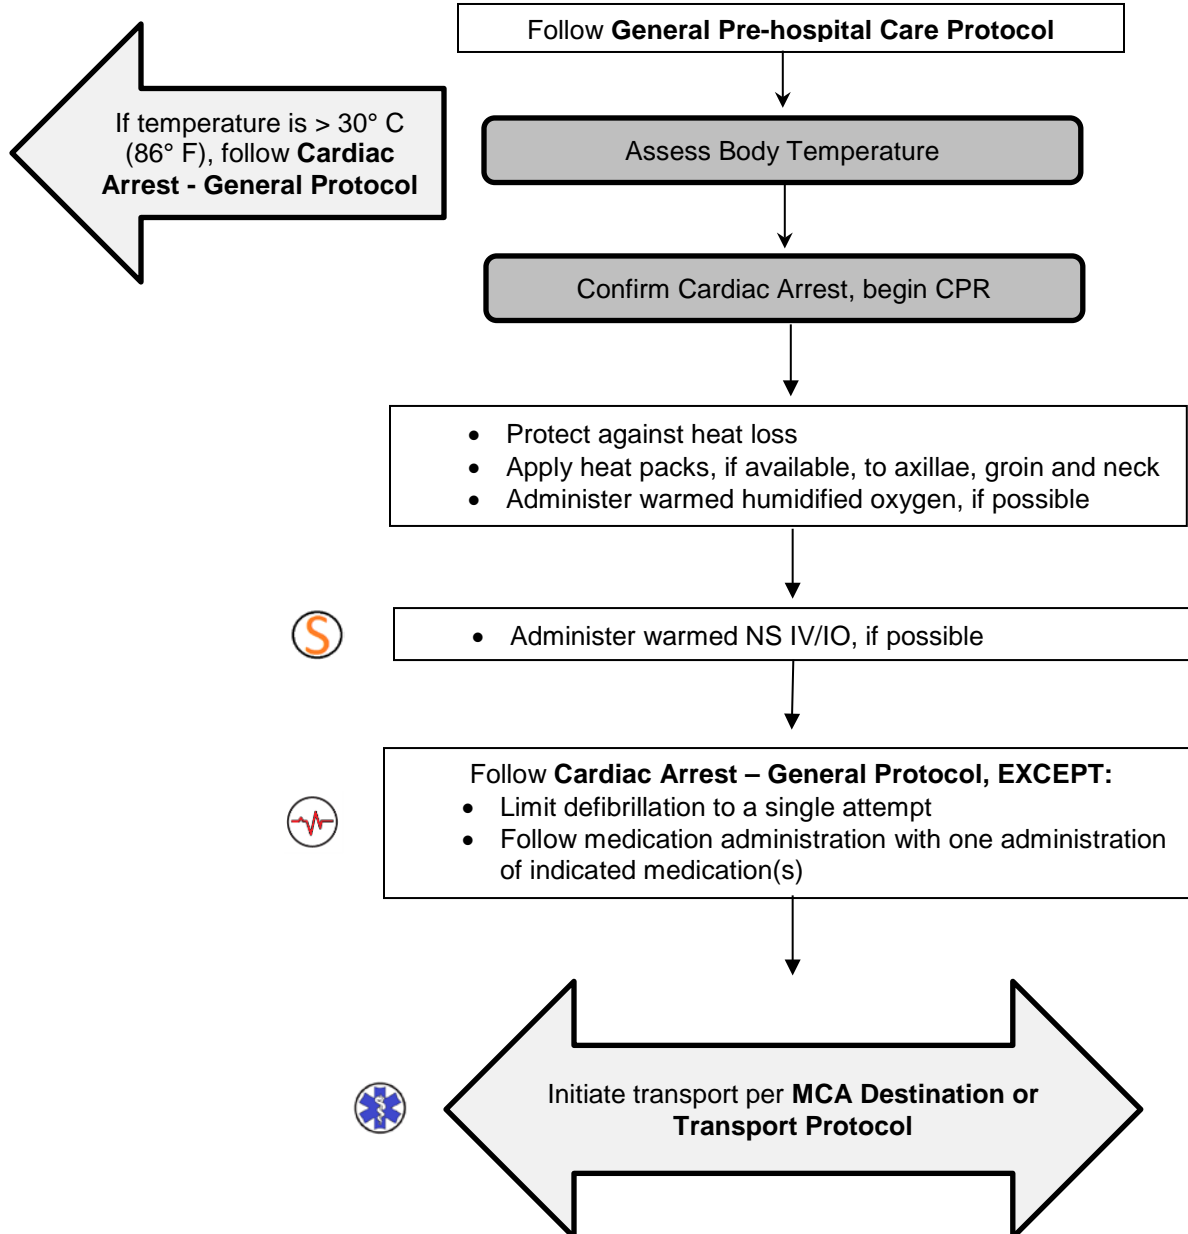 Follow General Pre-hospital Care Protocol
If temperature is > 30° C
(86° F), follow Cardiac
Arrest - General Protocol
Assess Body Temperature
Confirm Cardiac Arrest, begin CPR
• Protect against heat loss
• Apply heat packs, if available, to axillae, groin and neck
• Administer warmed humidified oxygen, if possible
S
• Administer warmed NS IV/IO, if possible
Follow Cardiac Arrest – General Protocol, EXCEPT:
• Limit defibrillation to a single attempt
• Follow medication administration with one administration
of indicated medication(s)
Initiate transport per MCA Destination or
Transport Protocol